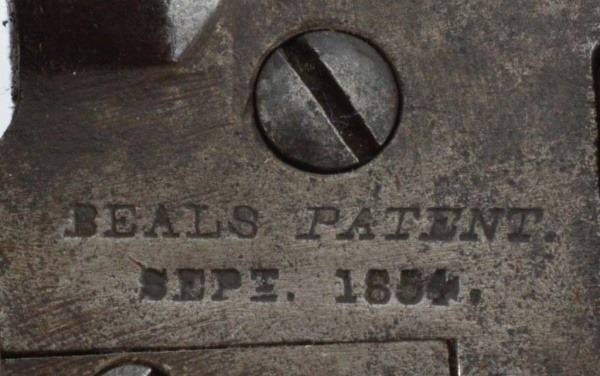 BEALS PATENT.
SEPT. 1854.